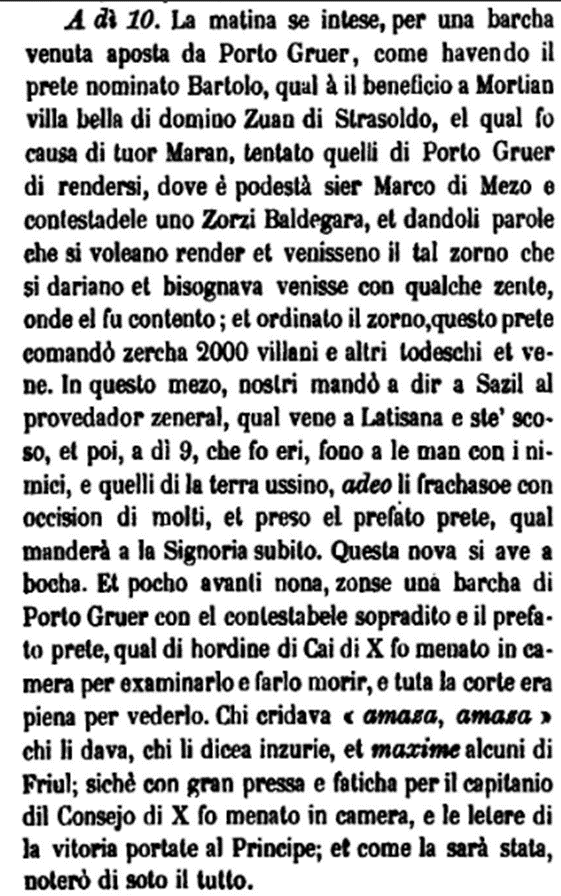 A dì 10. La matina se intese, per una barcha
venuta aposta da Porto Gruer, come havendo il
prete nominato Bartolo, qual à il beneficio a Mortian
villa bella di domino Zuan di Strasoldo, el qual fo
causa di tuor Maran, tentato quelli di Porto Gruer
di rendersi, dove è podestà sier Marco di Mezo e
contestadele uno Zorzi Baldegara, et dandoli parole
che si voleano render et venisseno il tal zorno che
si dariano et bisognava venisse con qualche zente,
onde el fu contento; et ordinato il zorno,questo prete
comandò zercha 2000 villani e altri todeschi et ve-
ne. In questo mezo, nostri mandò a dir a Sazil al
provedador zeneral, qual vene a Latisana e ste' sco-
so, et poi, a dì 9, che fo eri, fono a le man con i ni-
mici, e quelli di la terra ussino, adeo li frachasoe con
occision di molti, et preso el prefato prete, qual
manderà a la Signoria subito. Questa nova si ave a
bocha. Et pocho avanti nona, zonse una barcha di
Porto Gruer con el contestabele sopradito e il prefa-
to prete, qual di hordine di Cai di X fo menato in ca-
mera per examinarlo e farlo morir, e tuta la corte era
piena per vederlo. Chi cridava « amaza, amaza »
chi li dava, chi li dicea inzurie, et maxime alcuni di
Friul; sichè con gran pressa e faticha per il capitanio
dil Consejo di X fo menato in camera, e le letere di
la vitoria portate al Principe; et come la sarà stata,
noterò di soto il tutto.